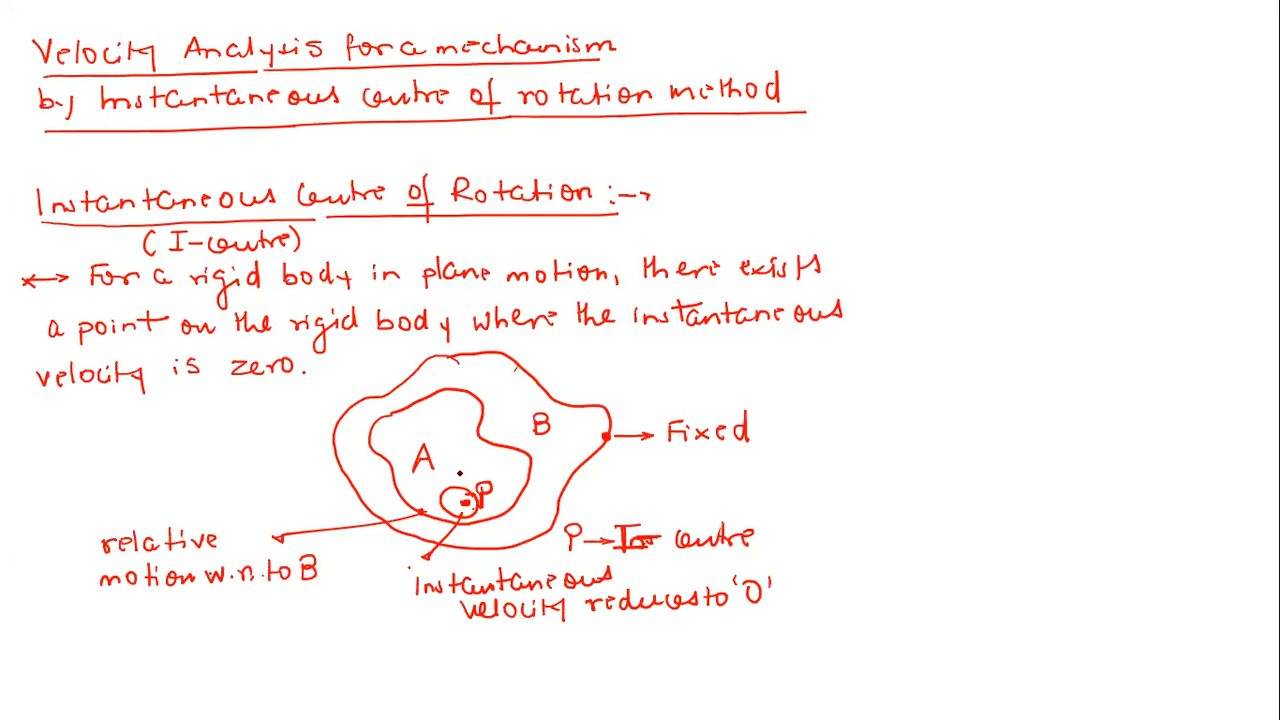 Velocity Analysis for a mechanism
by Instantaneous centre of rotation method
Instantaneous Centre of Rotation :→
(I-centre)
For a rigid body in plane motion, there exists
a point on the rigid body where the instantaneous
velocity is zero.
B
Fixed
A
P
relative
motion w.r.to B
P → I centre
instantaneous
velocity reduces to 'O'